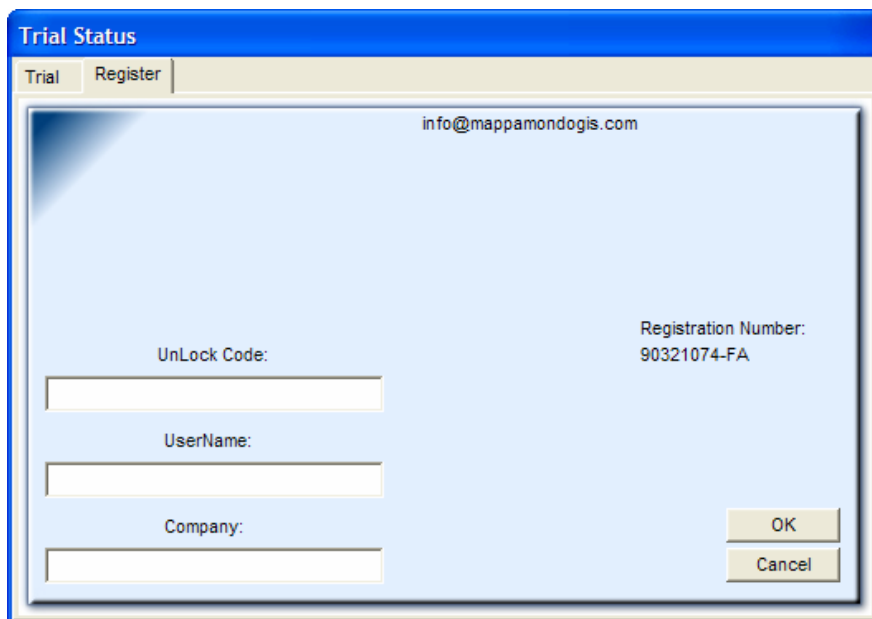 Trial Status
Trial Register
info@mappamondogis.com
Registration Number:
90321074-FA
UnLock Code:
UserName:
Company:
OK
Cancel